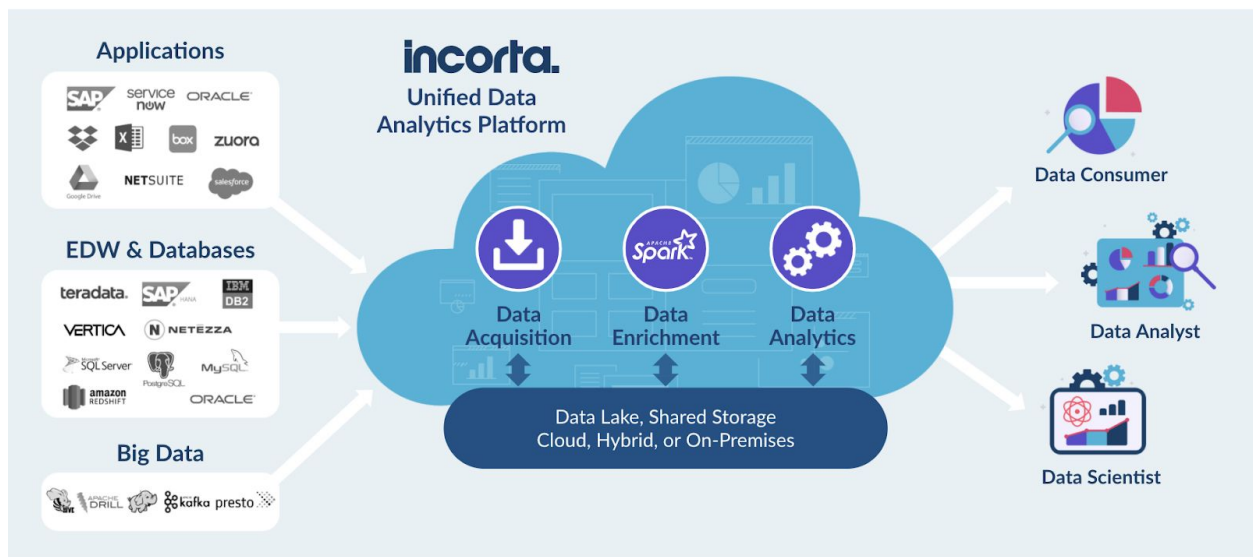 Applications
SAP
service
now
ORACLE
X
box
zuora
Google Drive
NETSUITE
salesforce
EDW & Databases
teradata.
SAP HANA
IBM
DB2
VERTICA
N NETEZZA
Microsoft
SQL Server
PostgreSQL
MySQL
amazon
REDSHIFT
ORACLE
Big Data
HIVE
APACHE
DRILL
kafka
presto
incorta.
Unified Data
Analytics Platform
APACHE
Spark
Data
Acquisition
Data
Enrichment
Data
Analytics
Data Lake, Shared Storage
Cloud, Hybrid, or On-Premises
Data Consumer
Data Analyst
Data Scientist